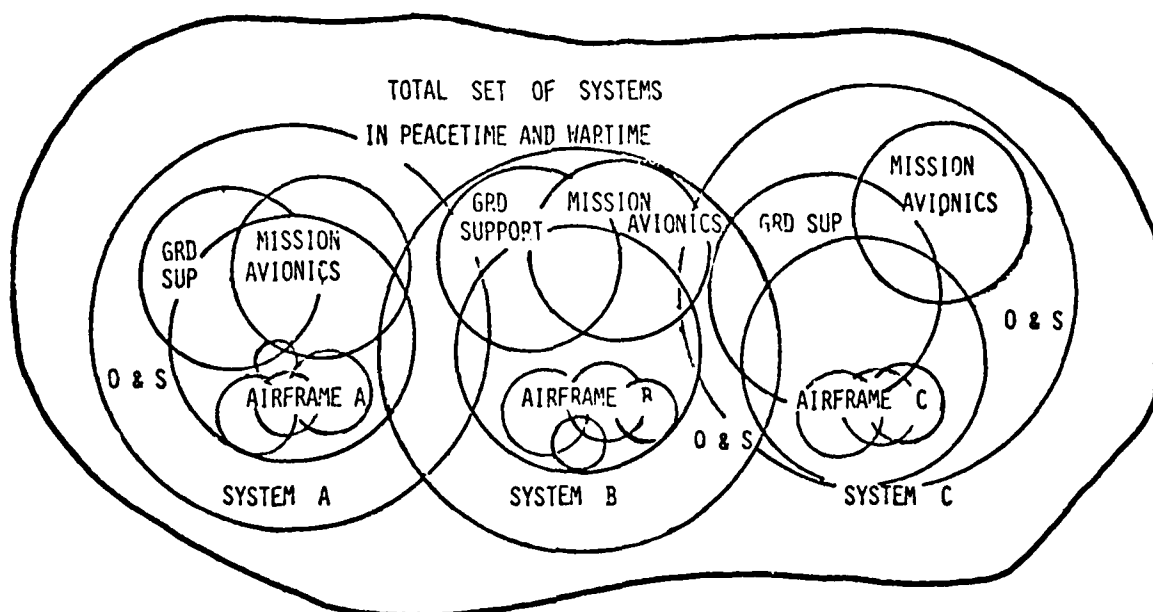 TOTAL SET OF SYSTEMS
IN PEACETIME AND WARTIME
GRD
SUP
MISSION
AVIONICS
O & S
AIRFRAME A
SYSTEM A
GRD
SUPPORT
MISSION
AVIONICS
AIRFRAME B
O & S
SYSTEM B
GRD SUP
MISSION
AVIONICS
O & S
AIRFRAME C
SYSTEM C